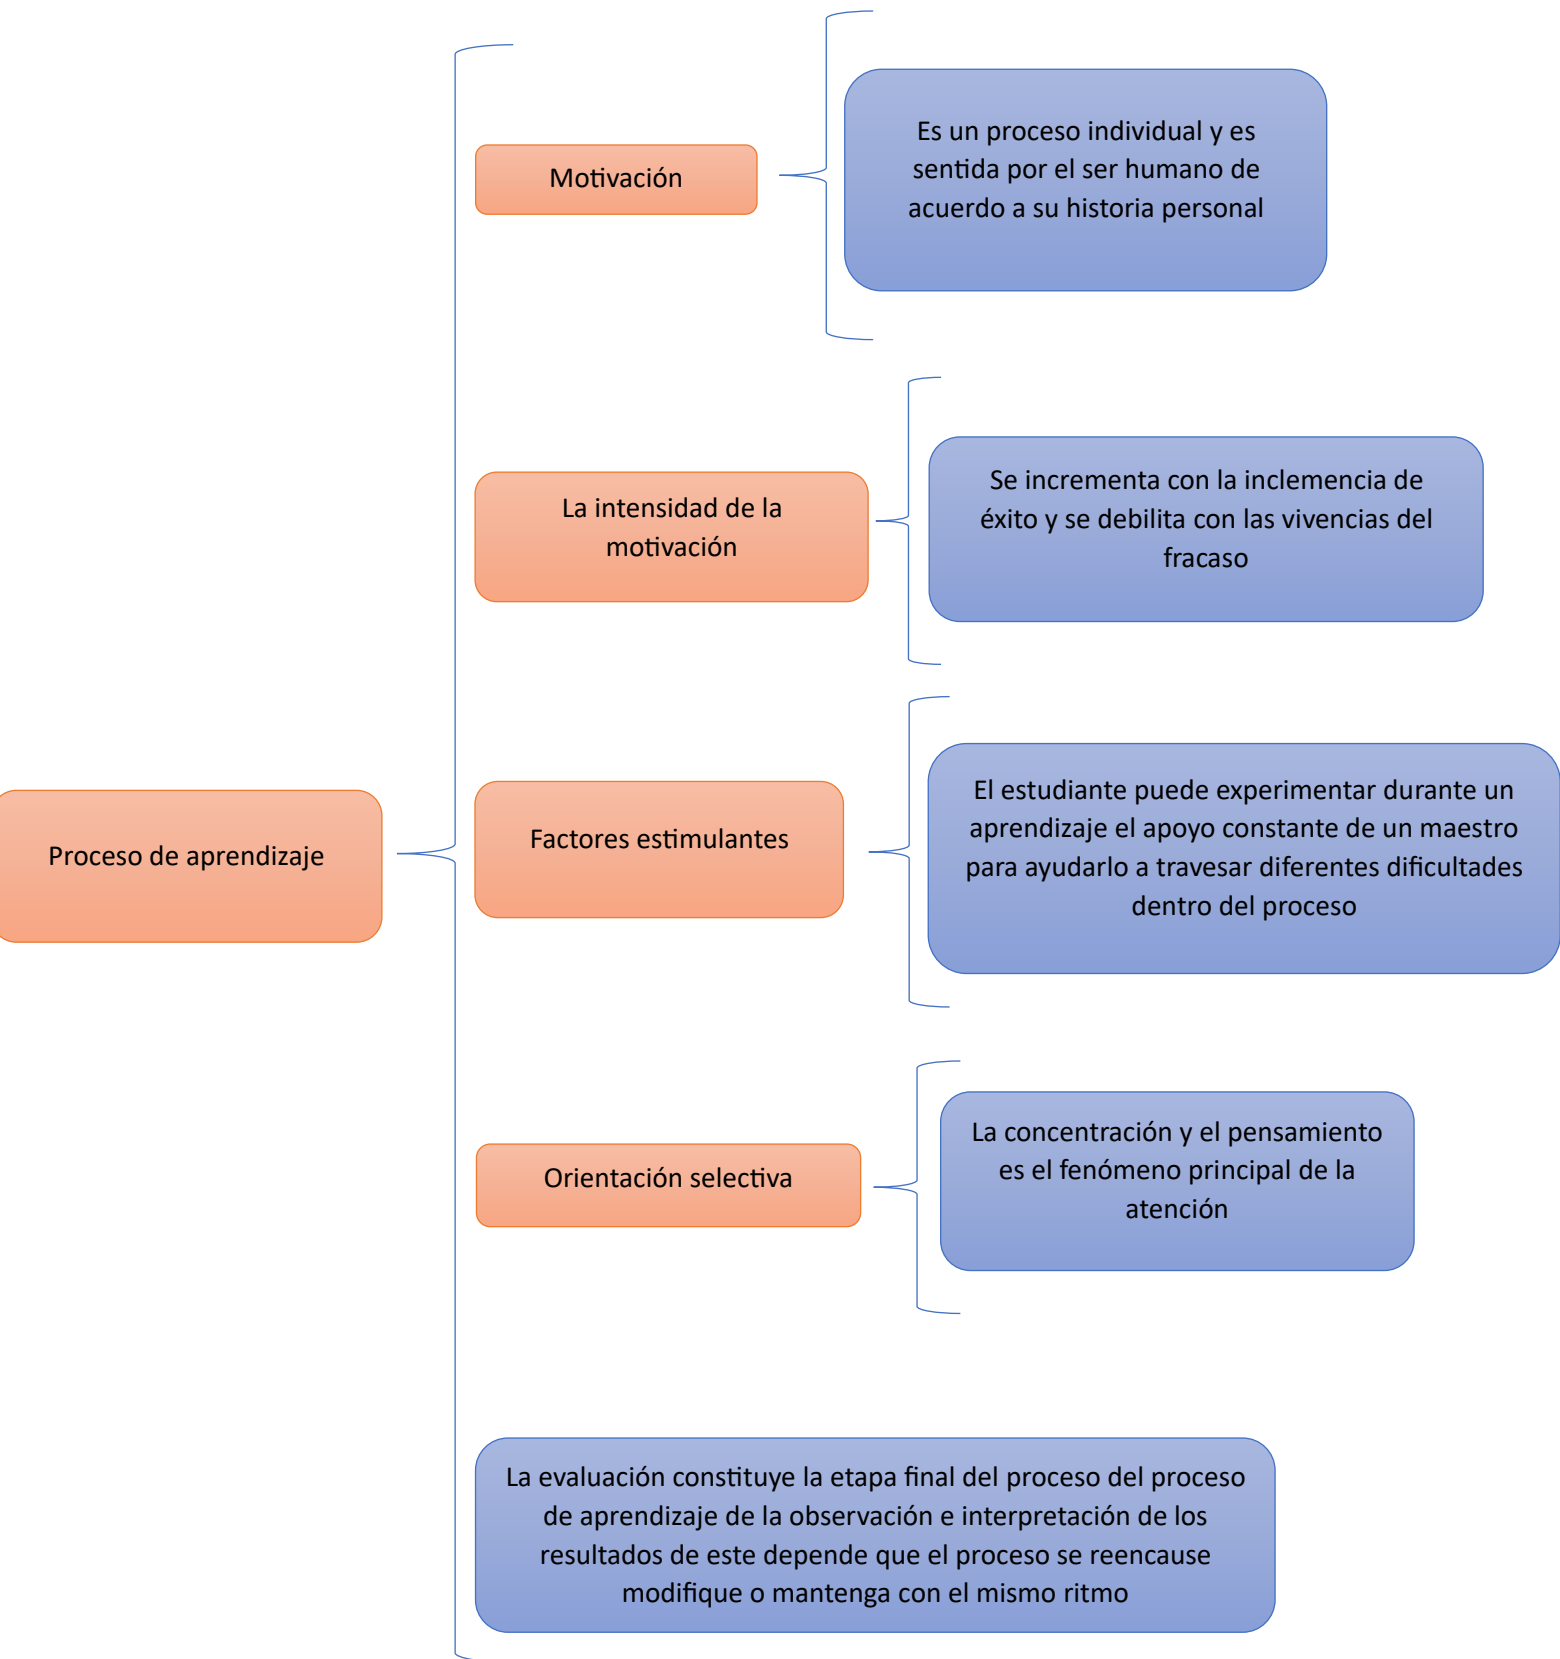 Motivación
Es un proceso individual y es
sentida por el ser humano de
acuerdo a su historia personal
La intensidad de la
motivación
Se incrementa con la inclemencia de
éxito y se debilita con las vivencias del
fracaso
Proceso de aprendizaje
Factores estimulantes
El estudiante puede experimentar durante un
aprendizaje el apoyo constante de un maestro
para ayudarlo a travesar diferentes dificultades
dentro del proceso
Orientación selectiva
La concentración y el pensamiento
es el fenómeno principal de la
atención
La evaluación constituye la etapa final del proceso del proceso
de aprendizaje de la observación e interpretación de los
resultados de este depende que el proceso se reencause
modifique o mantenga con el mismo ritmo